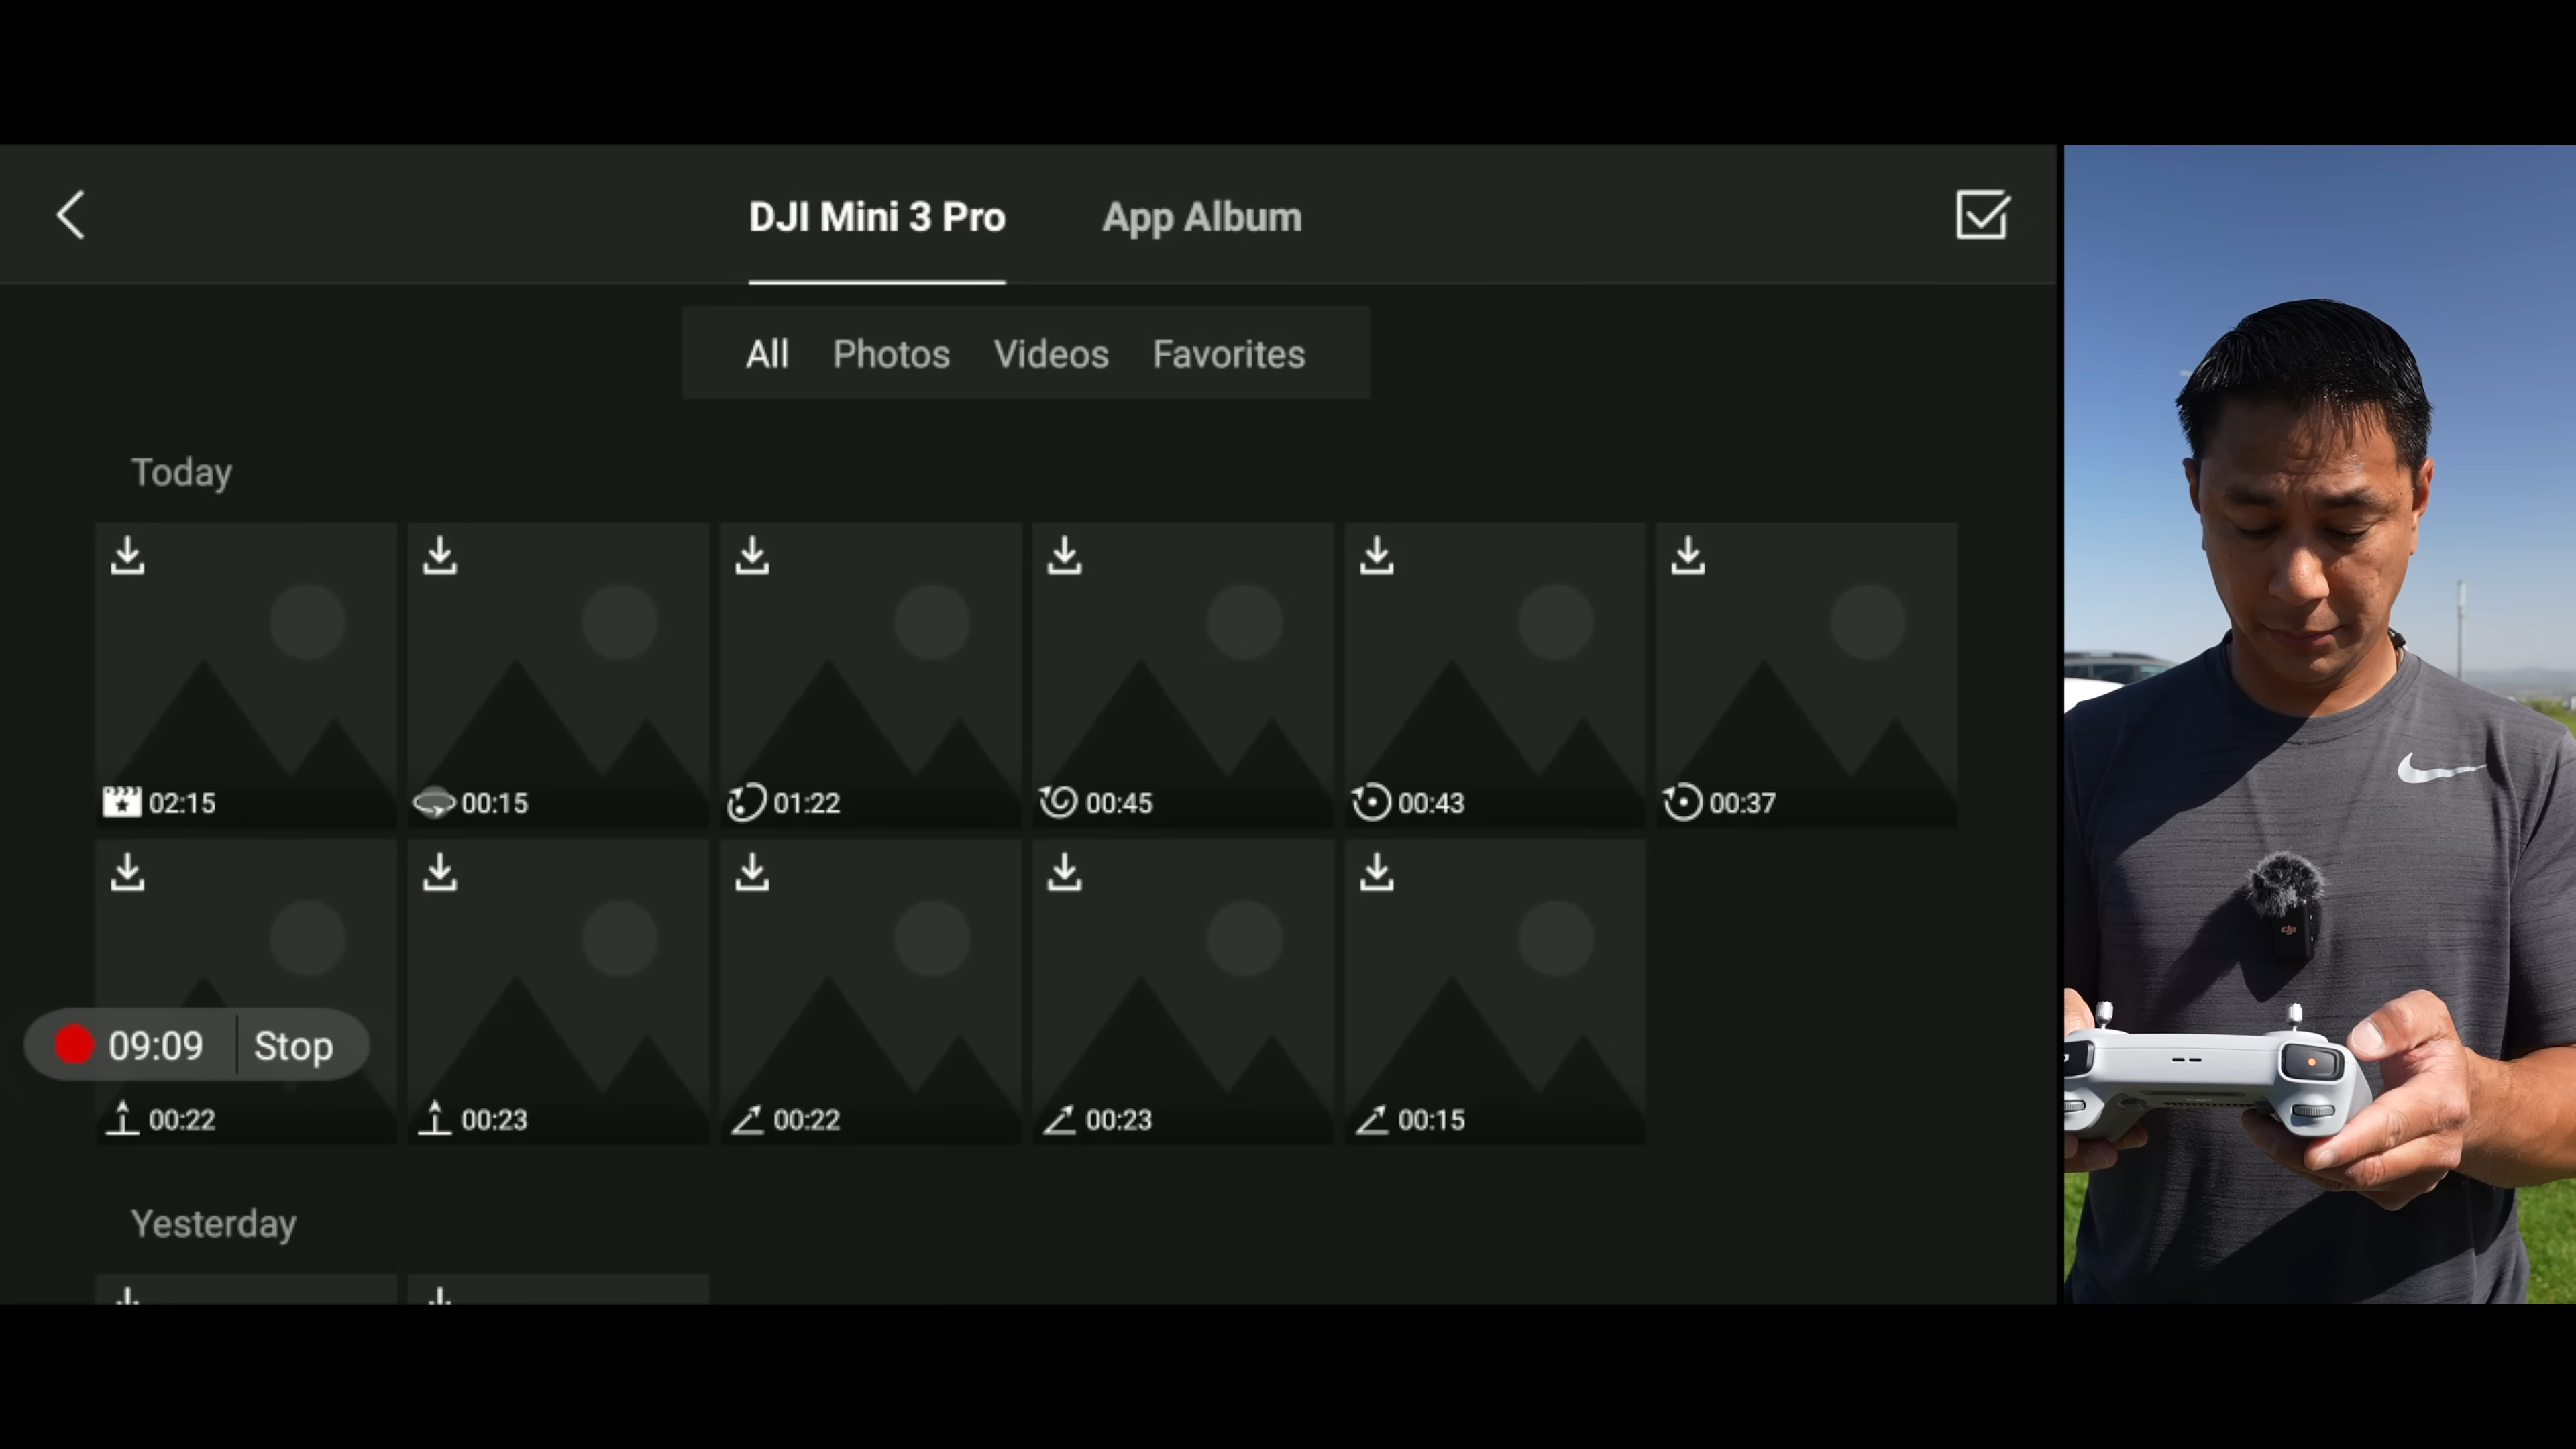 DJI Mini 3 Pro App Album
All Photos Videos Favorites
Today
02:15 00:15 01:22 00:45 00:43 00:37
09:09 Stop
00:22 00:23 00:22 00:23 00:15
Yesterday
dji